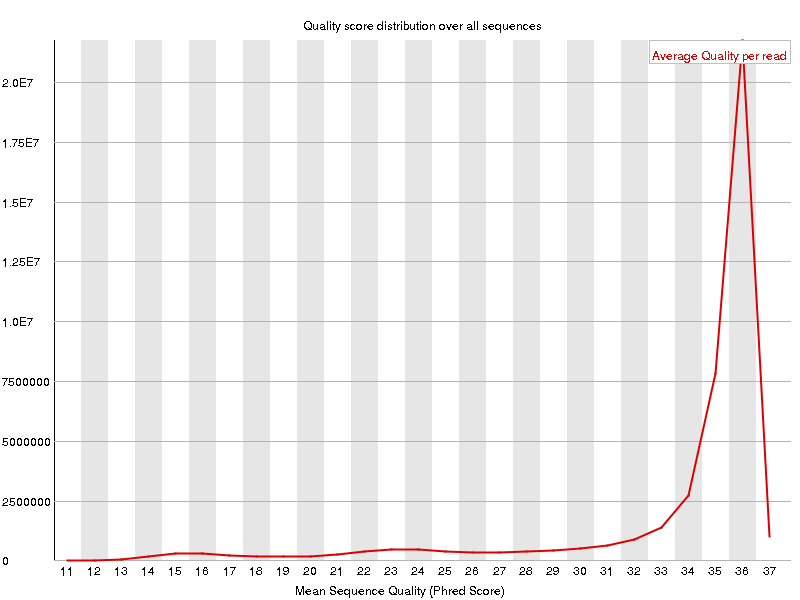 Quality score distribution over all sequences
Average Quality per read
2.0E7
1.75E7
1.5E7
1.25E7
1.0E7
7500000
5000000
2500000
0
11 12 13 14 15 16 17 18 19 20 21 22 23 24 25 26 27 28 29 30 31 32 33 34 35 36 37
Mean Sequence Quality (Phred Score)